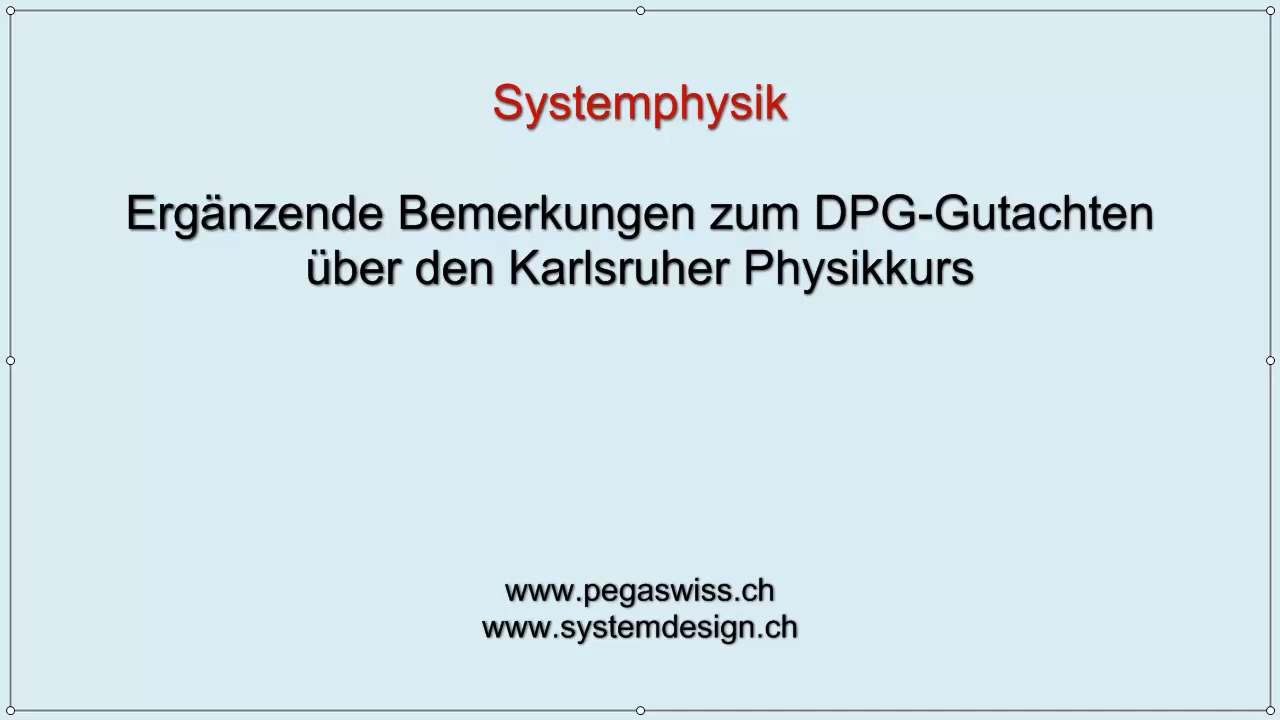 Systemphysik
Ergänzende Bemerkungen zum DPG-Gutachten
über den Karlsruher Physikkurs
www.pegaswiss.ch
www.systemdesign.ch